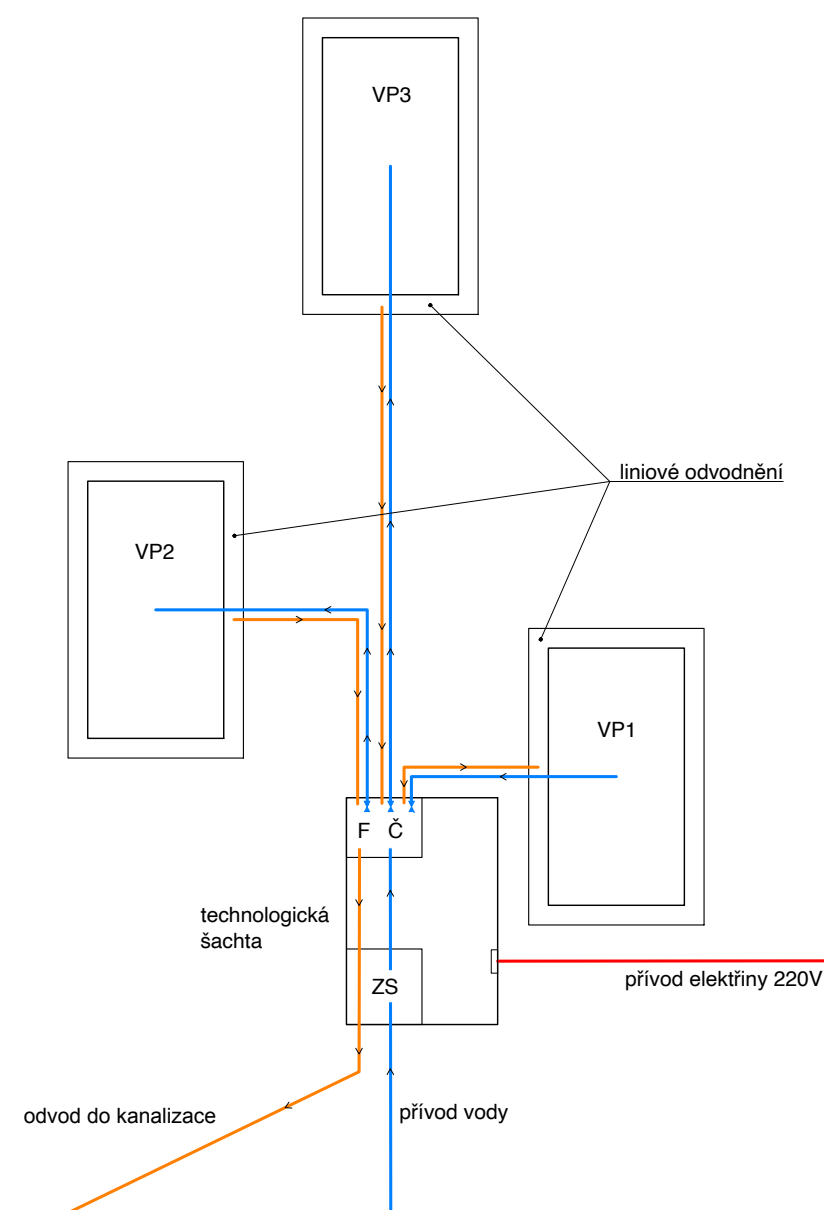 VP3
liniové odvodnění
VP2
VP1
F Č
technologická
šachta
ZS
přívod elektřiny 220V
odvod do kanalizace
přívod vody